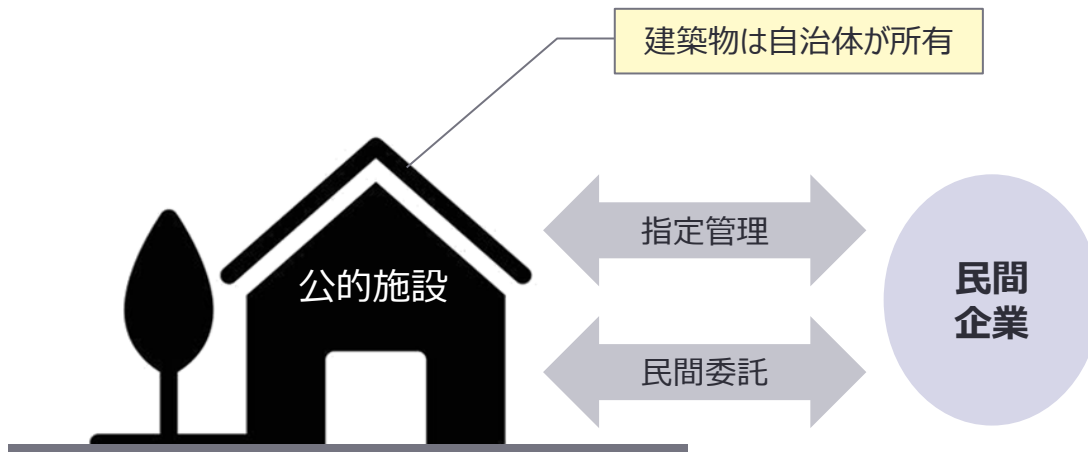 建築物は自治体が所有
公的施設
指定管理
民間委託
民間
企業